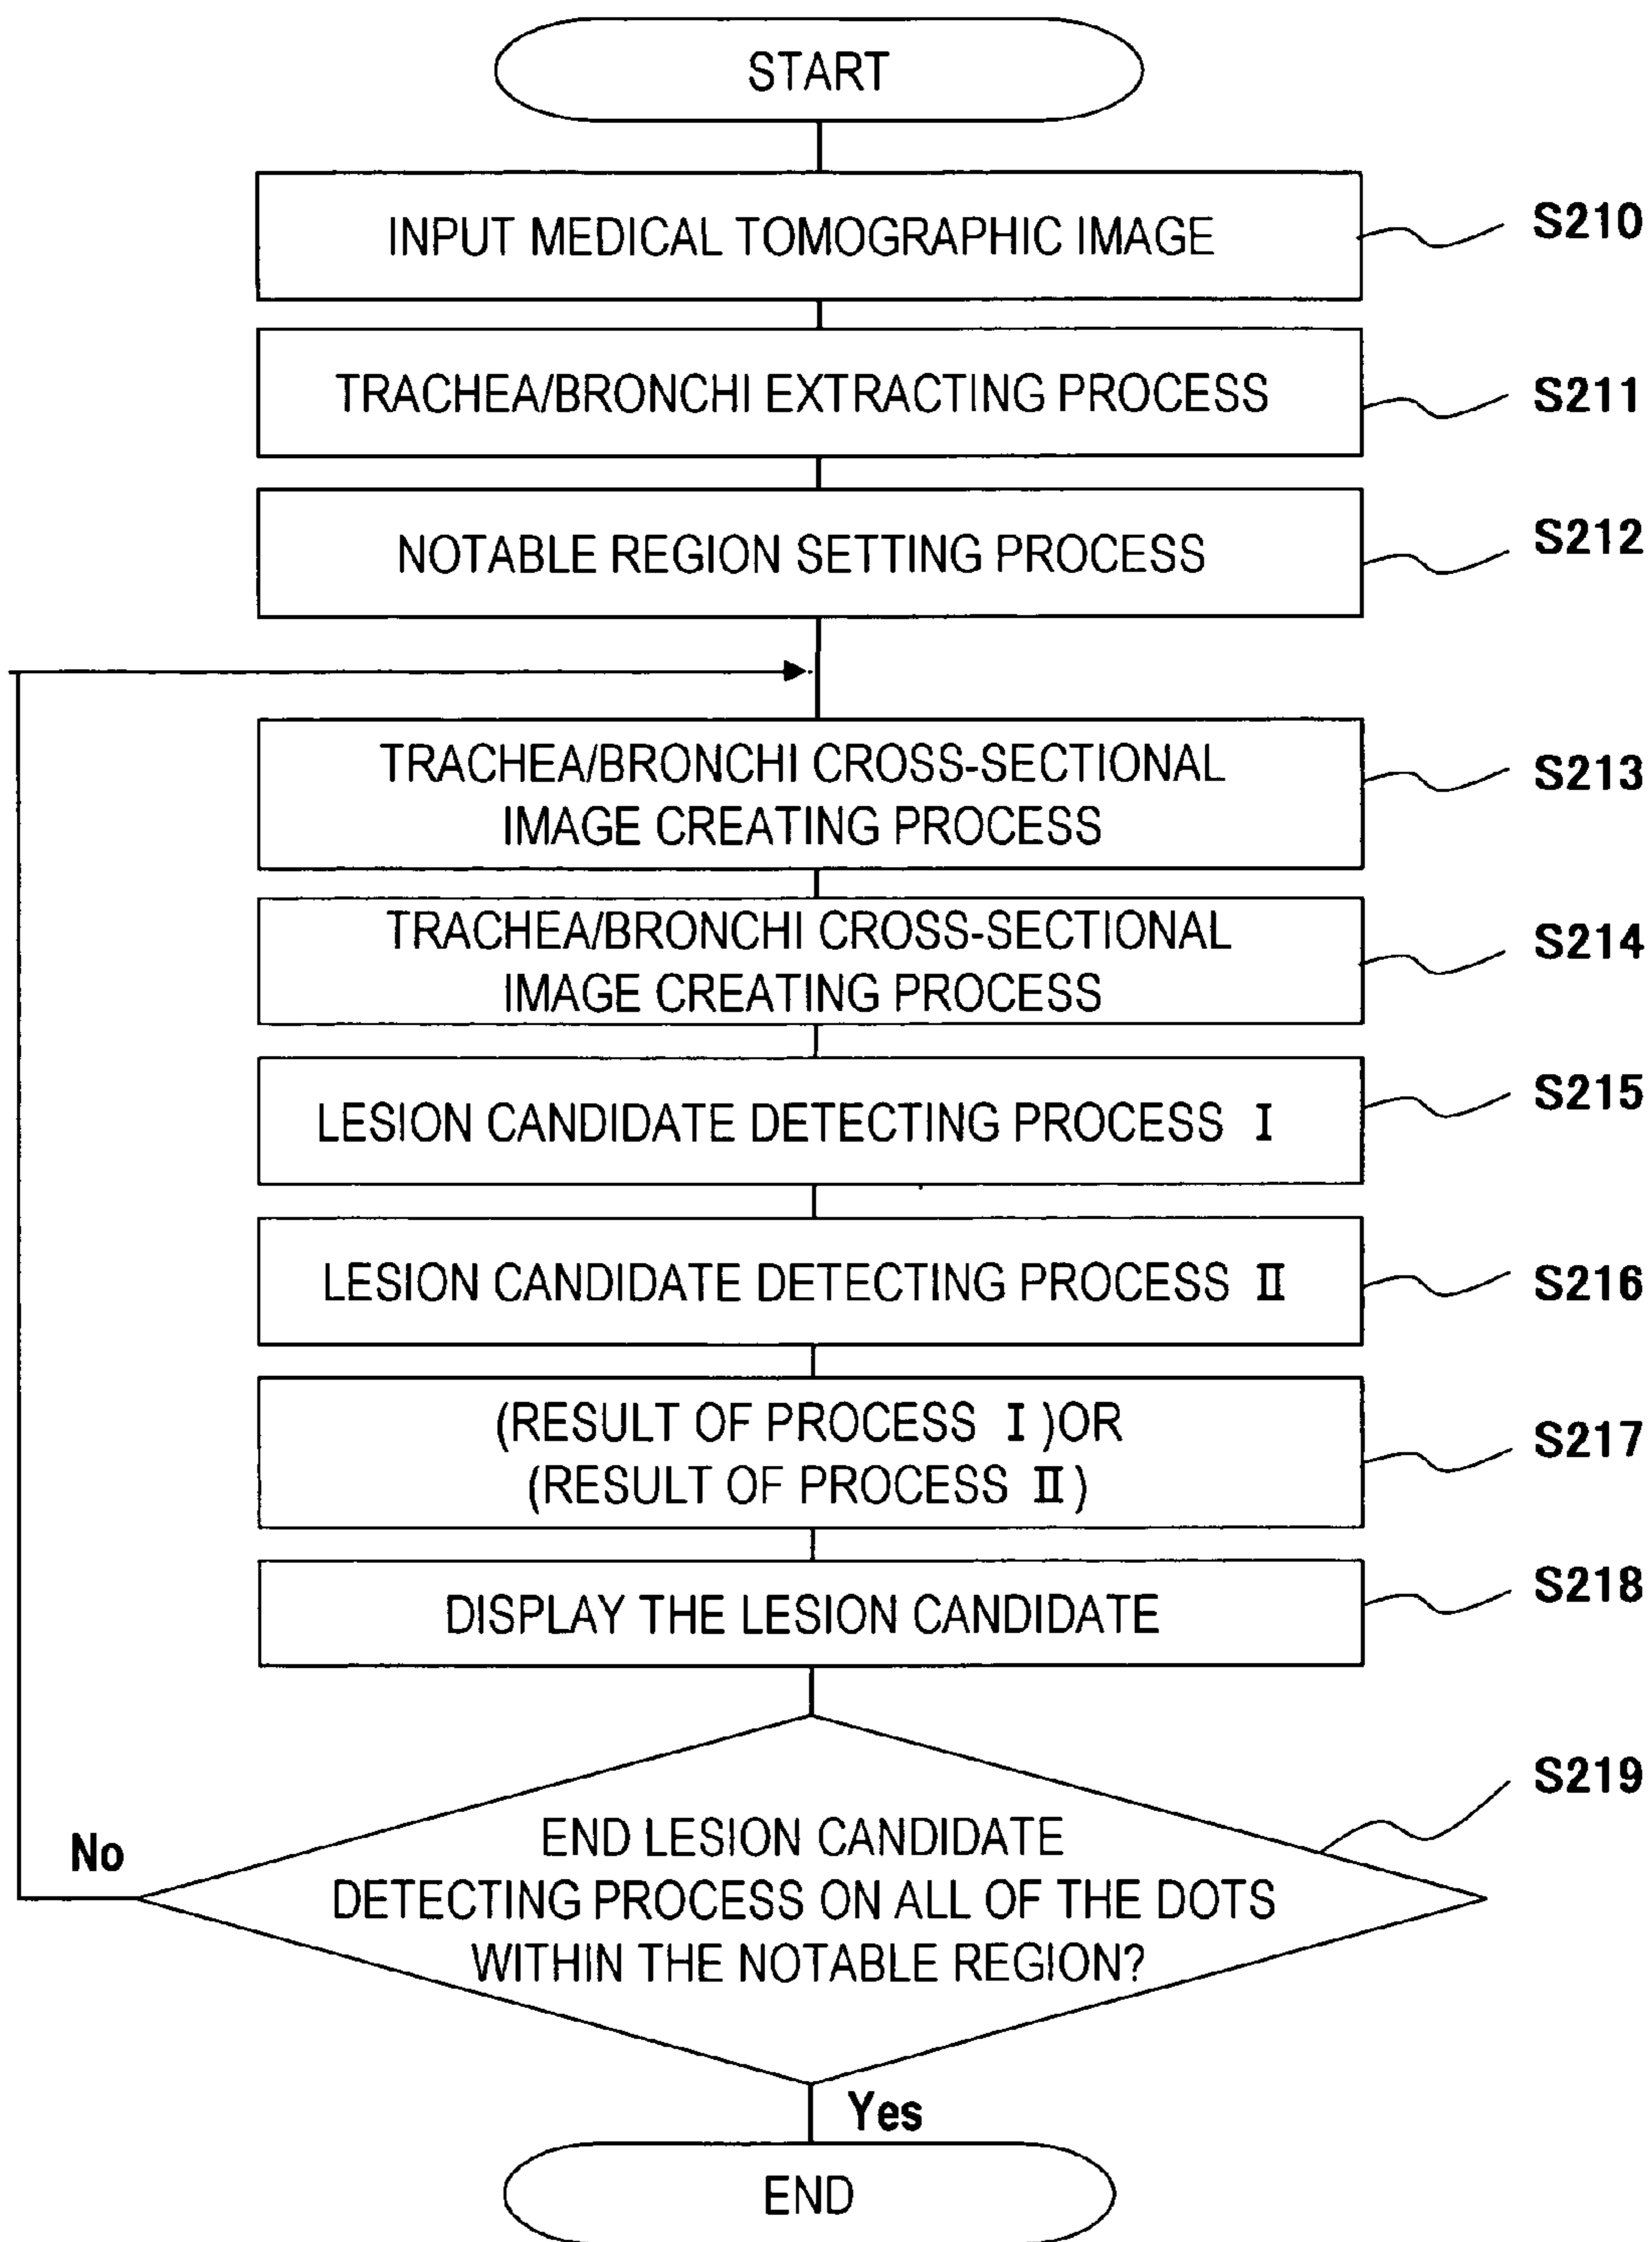 START
INPUT MEDICAL TOMOGRAPHIC IMAGE
S210
TRACHEA/BRONCHI EXTRACTING PROCESS
S211
NOTABLE REGION SETTING PROCESS
S212
TRACHEA/BRONCHI CROSS-SECTIONAL
IMAGE CREATING PROCESS
S213
TRACHEA/BRONCHI CROSS-SECTIONAL
IMAGE CREATING PROCESS
S214
LESION CANDIDATE DETECTING PROCESS I
S215
LESION CANDIDATE DETECTING PROCESS II
S216
(RESULT OF PROCESS I )OR
(RESULT OF PROCESS II )
S217
DISPLAY THE LESION CANDIDATE
S218
END LESION CANDIDATE
DETECTING PROCESS ON ALL OF THE DOTS
WITHIN THE NOTABLE REGION?
S219
No
Yes
END